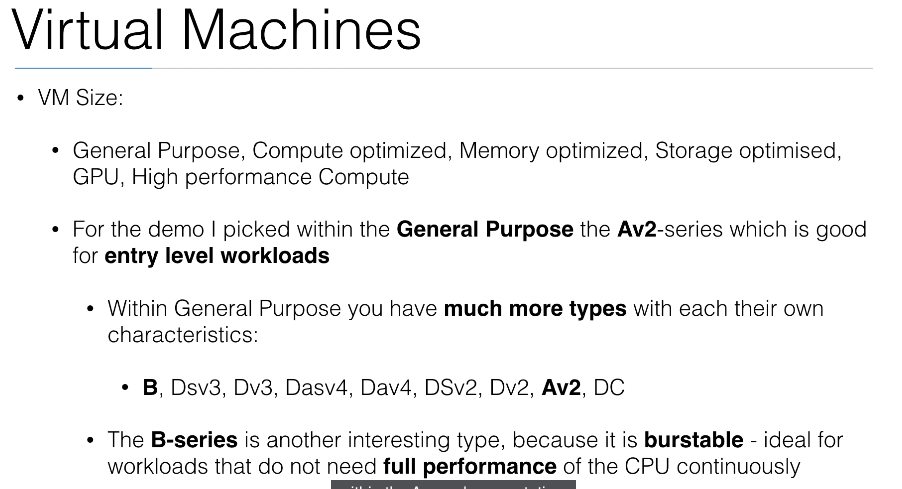 Virtual Machines
• VM Size:
• General Purpose, Compute optimized, Memory optimized, Storage optimised,
GPU, High performance Compute
• For the demo I picked within the General Purpose the Av2-series which is good
for entry level workloads
• Within General Purpose you have much more types with each their own
characteristics:
• B, Dsv3, Dv3, Dasv4, Dav4, DSv2, Dv2, Av2, DC
• The B-series is another interesting type, because it is burstable - ideal for
workloads that do not need full performance of the CPU continuously